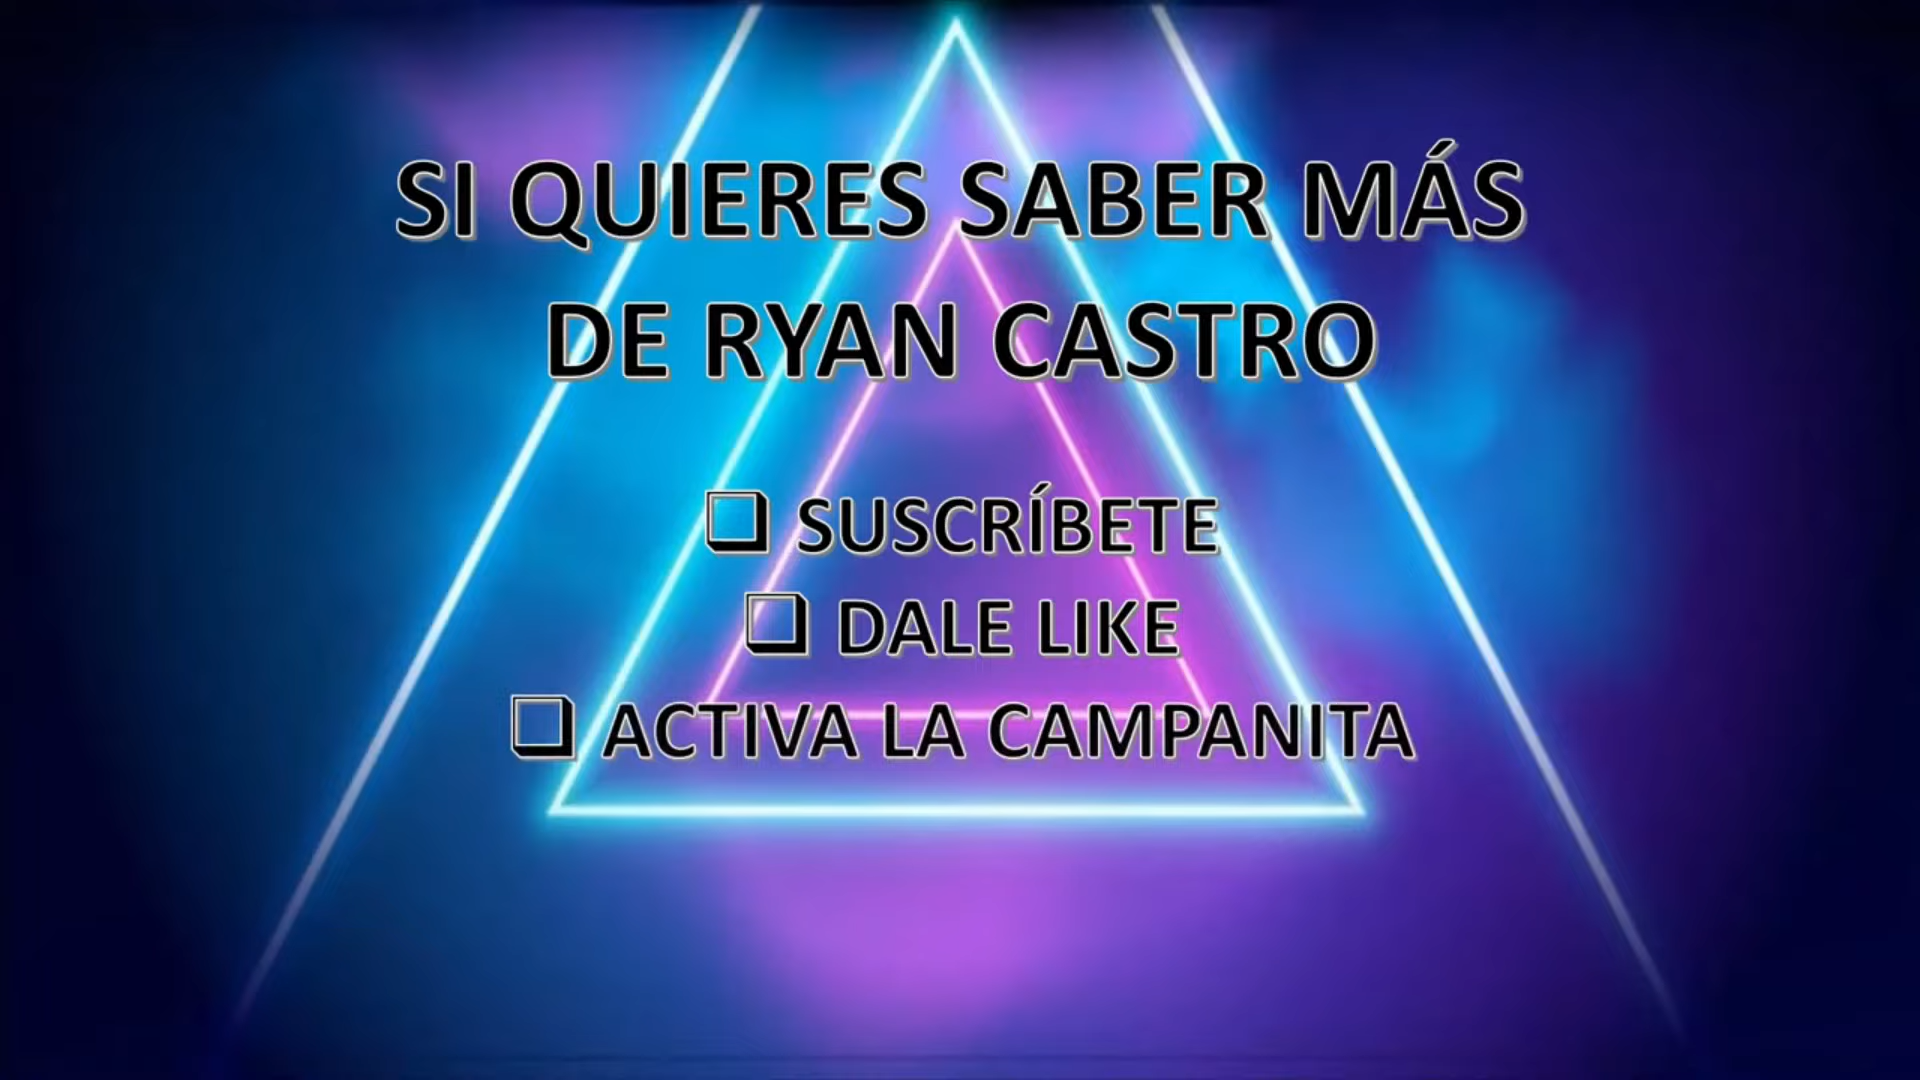 SI QUIERES SABER MÁS
DE RYAN CASTRO
❑ SUSCRÍBETE
❑ DALE LIKE
❑ ACTIVA LA CAMPANITA